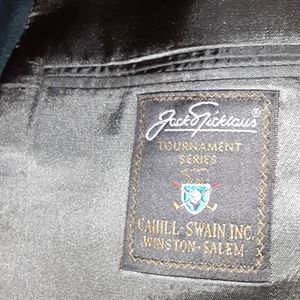 Jack Nicklaus®
TOURNAMENT
SERIES
CAHILL-SWAIN INC.
WINSTON-SALEM